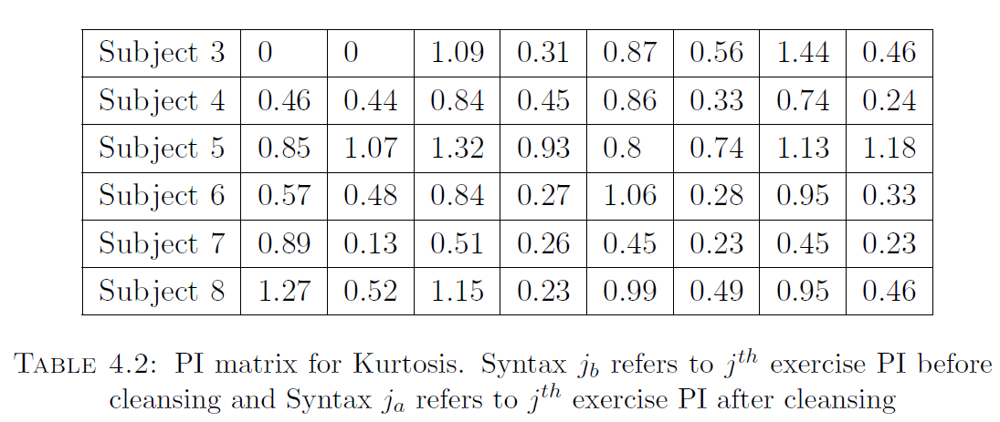 Subject 3 0 0 1.09 0.31 0.87 0.56 1.44 0.46
Subject 4 0.46 0.44 0.84 0.45 0.86 0.33 0.74 0.24
Subject 5 0.85 1.07 1.32 0.93 0.8 0.74 1.13 1.18
Subject 6 0.57 0.48 0.84 0.27 1.06 0.28 0.95 0.33
Subject 7 0.89 0.13 0.51 0.26 0.45 0.23 0.45 0.23
Subject 8 1.27 0.52 1.15 0.23 0.99 0.49 0.95 0.46
TABLE 4.2: PI matrix for Kurtosis. Syntax j_b refers to j^th exercise PI before
cleansing and Syntax j_a refers to j^th exercise PI after cleansing